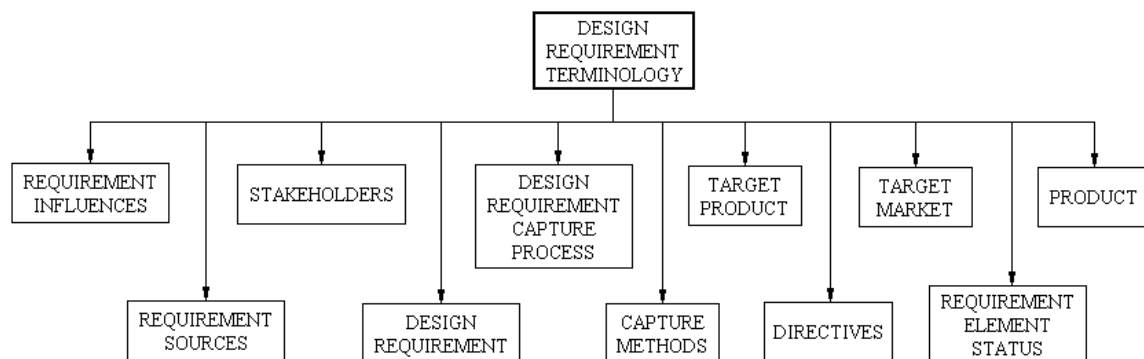 DESIGN
REQUIREMENT
TERMINOLOGY
REQUIREMENT
INFLUENCES
STAKEHOLDERS
DESIGN
REQUIREMENT
CAPTURE
PROCESS
TARGET
PRODUCT
TARGET
MARKET
PRODUCT
REQUIREMENT
SOURCES
DESIGN
REQUIREMENT
CAPTURE
METHODS
DIRECTIVES
REQUIREMENT
ELEMENT
STATUS